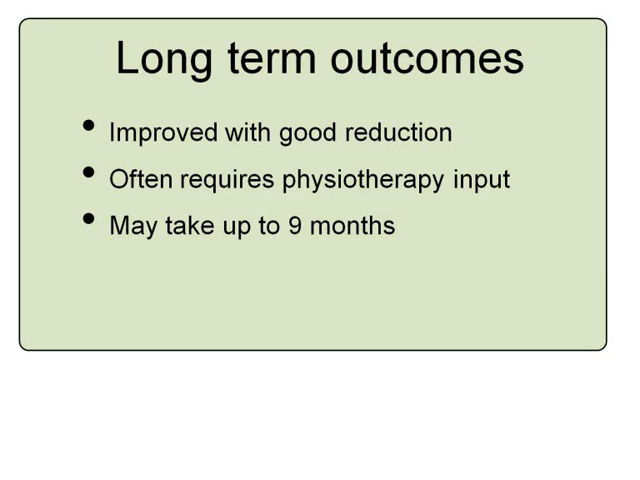 Long term outcomes
• Improved with good reduction
• Often requires physiotherapy input
• May take up to 9 months